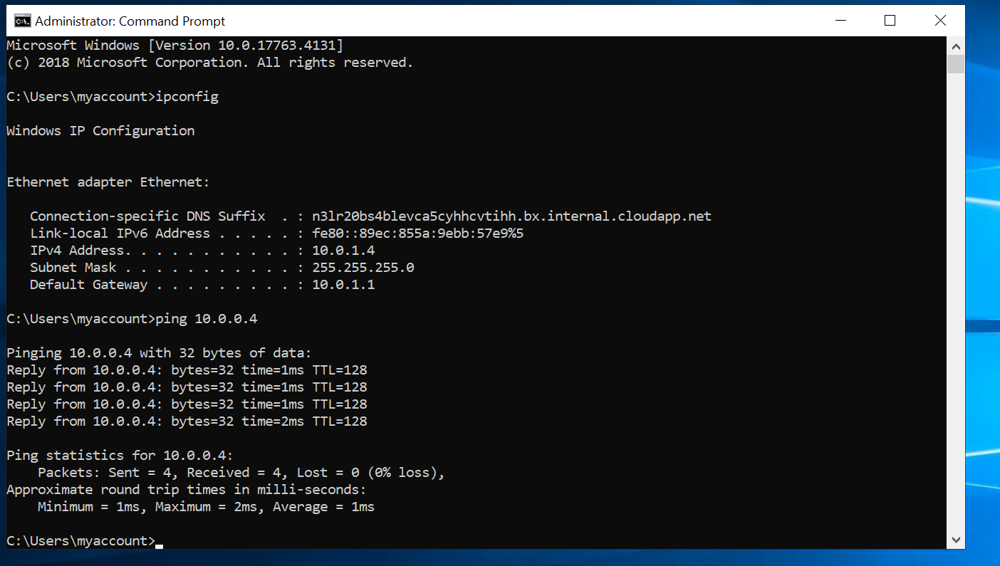 Administrator: Command Prompt
Microsoft Windows [Version 10.0.17763.4131]
(c) 2018 Microsoft Corporation. All rights reserved.
C:\Users\myaccount>ipconfig
Windows IP Configuration
Ethernet adapter Ethernet:
   Connection-specific DNS Suffix  . : n3lr20bs4blevca5cyhhcvtihh.bx.internal.cloudapp.net
   Link-local IPv6 Address . . . . . : fe80::89ec:855a:9ebb:57e9%5
   IPv4 Address. . . . . . . . . . . : 10.0.1.4
   Subnet Mask . . . . . . . . . . . : 255.255.255.0
   Default Gateway . . . . . . . . . : 10.0.1.1
C:\Users\myaccount>ping 10.0.0.4
Pinging 10.0.0.4 with 32 bytes of data:
Reply from 10.0.0.4: bytes=32 time=1ms TTL=128
Reply from 10.0.0.4: bytes=32 time=1ms TTL=128
Reply from 10.0.0.4: bytes=32 time=1ms TTL=128
Reply from 10.0.0.4: bytes=32 time=2ms TTL=128
Ping statistics for 10.0.0.4:
    Packets: Sent = 4, Received = 4, Lost = 0 (0% loss),
Approximate round trip times in milli-seconds:
    Minimum = 1ms, Maximum = 2ms, Average = 1ms
C:\Users\myaccount>